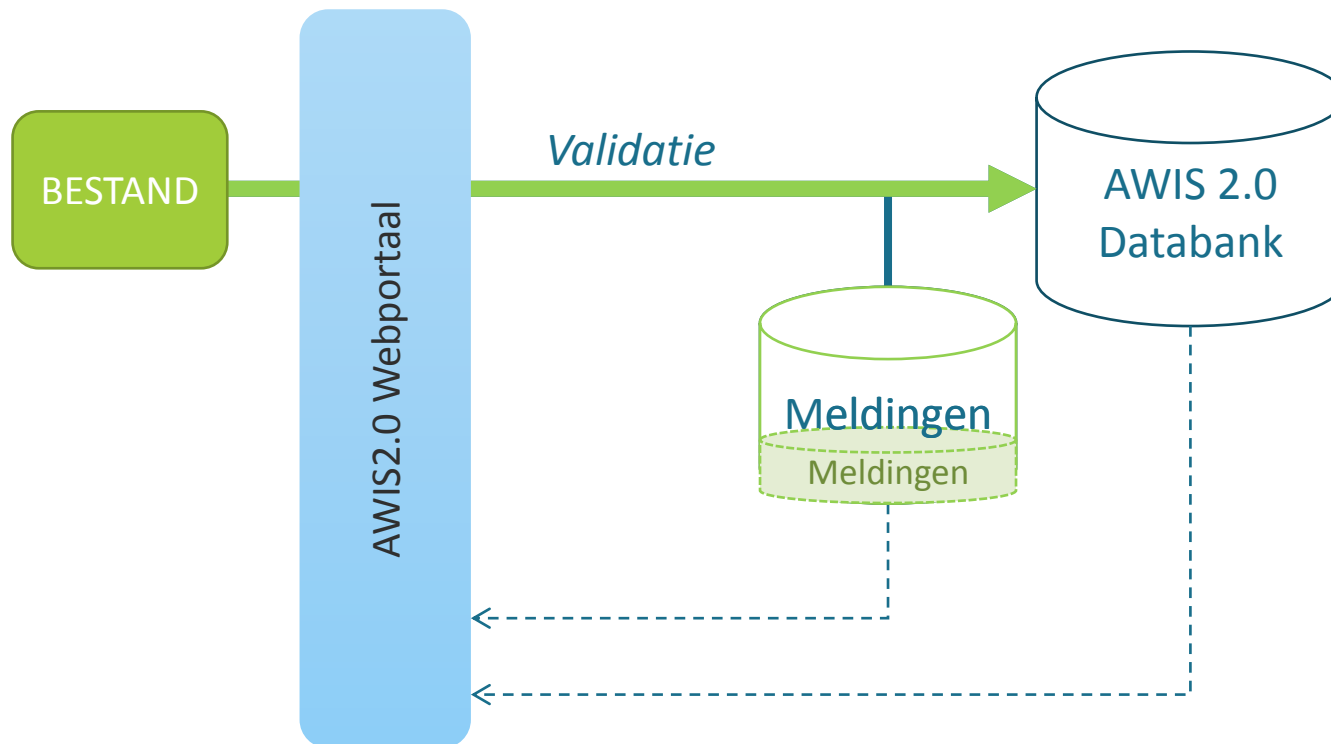 BESTAND
AWIS2.0 Webportaal
Validatie
AWIS 2.0
Databank
Meldingen
Meldingen